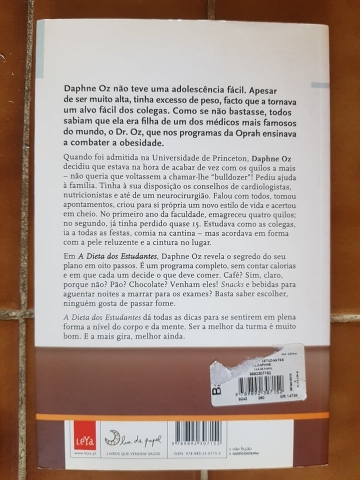 Daphne Oz não teve uma adolescência fácil. Apesar
de ser muito alta, tinha excesso de peso, facto que a tornava
um alvo fácil dos colegas. Como se não bastasse, todos
sabiam que ela era filha de um dos médicos mais famosos
do mundo, o Dr. Oz, que nos programas da Oprah ensinava
a combater a obesidade.
Quando foi admitida na Universidade de Princeton, Daphne Oz
decidiu que estava na hora de acabar de vez com os quilos a mais
– não queria que voltassem a chamar-lhe "bulldozer"! Pediu ajuda
à família. Tinha à sua disposição os conselhos de cardiologistas,
nutricionistas e até de um neurocirurgião. Falou com todos, tomou
apontamentos, criou para si própria um novo estilo de vida e acertou
em cheio. No primeiro ano da faculdade, emagreceu quatro quilos;
no segundo, já tinha perdido quase 15. Estudava como as colegas,
ia a todas as festas, comia na cantina – mas acordava em forma
com a pele reluzente e a cintura no lugar.
Em A Dieta dos Estudantes, Daphne Oz revela o segredo do seu
plano em oito passos. É um programa completo, sem contar calorias
e em que cada um decide o que deve comer. Café? Sim, claro,
porque não? Pão? Chocolate? Venham eles! Snacks e bebidas para
aguentar noites a marrar para os exames? Basta saber escolher,
ninguém gosta de passar fome.
A Dieta dos Estudantes dá todas as dicas para se sentirem em plena
forma a nível do corpo e da mente. Ser a melhor da turma é muito
bom. E a mais gira, melhor ainda.
LeYa
lua de papel
LIVROS QUE VENDEM SAÚDE